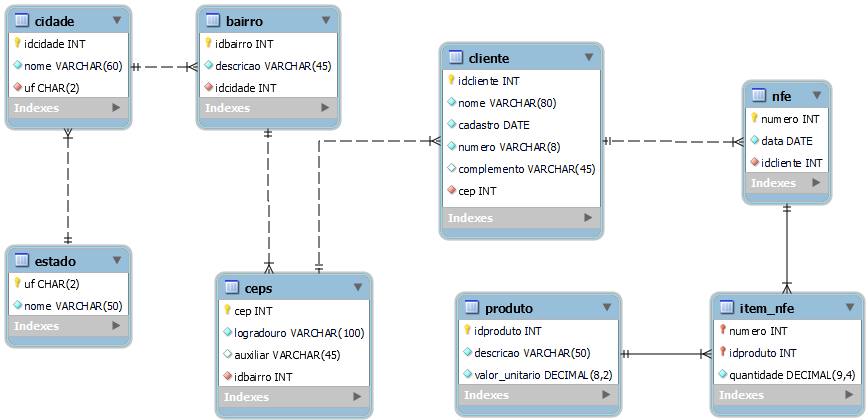 cidade
idcidade INT
nome VARCHAR(60)
uf CHAR(2)
Indexes
bairro
idbairro INT
descricao VARCHAR(45)
idcidade INT
Indexes
cliente
idcliente INT
nome VARCHAR(80)
cadastro DATE
numero VARCHAR(8)
complemento VARCHAR(45)
cep INT
Indexes
nfe
numero INT
data DATE
idcliente INT
Indexes
estado
uf CHAR(2)
nome VARCHAR(50)
Indexes
ceps
cep INT
logradouro VARCHAR(100)
auxiliar VARCHAR(45)
idbairro INT
Indexes
produto
idproduto INT
descricao VARCHAR(50)
valor_unitario DECIMAL(8,2)
Indexes
item_nfe
numero INT
idproduto INT
quantidade DECIMAL(9,4)
Indexes